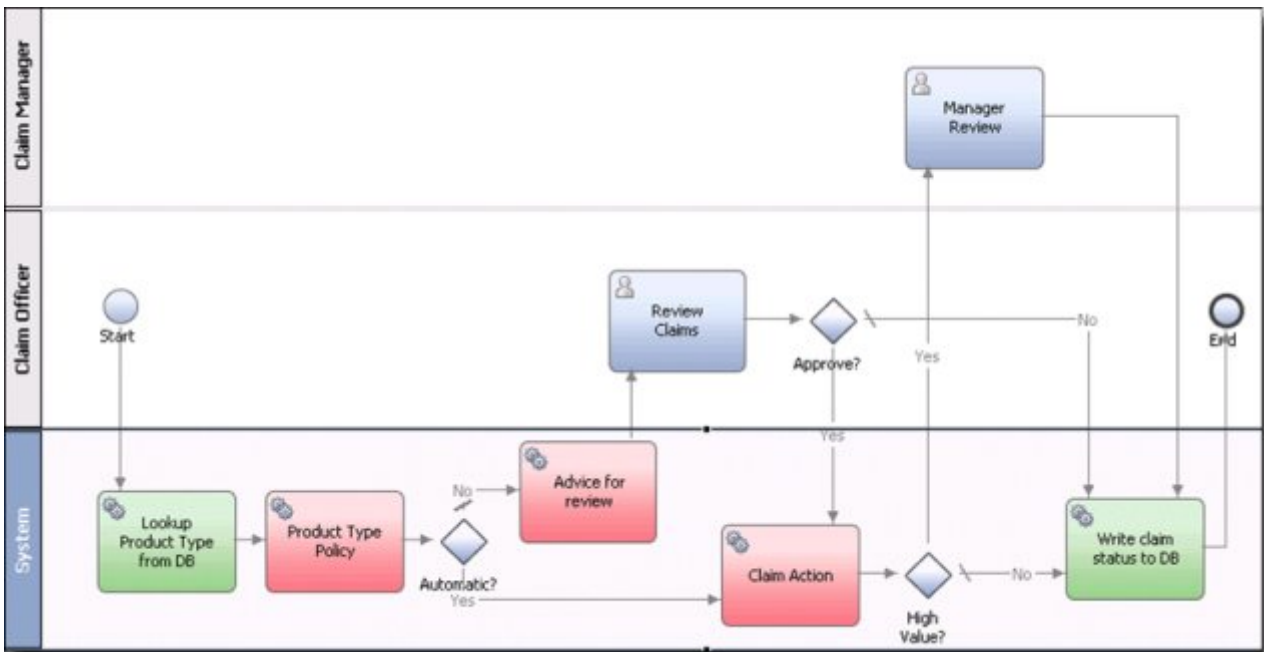 Claim Manager
Manager
Review
Claim Officer
Start
Review
Claims
Approve?
No
Yes
End
Yes
System
Lookup
Product Type
from DB
Product Type
Policy
No
Automatic?
Yes
Advice for
review
Claim Action
High
Value?
No
Write claim
status to DB